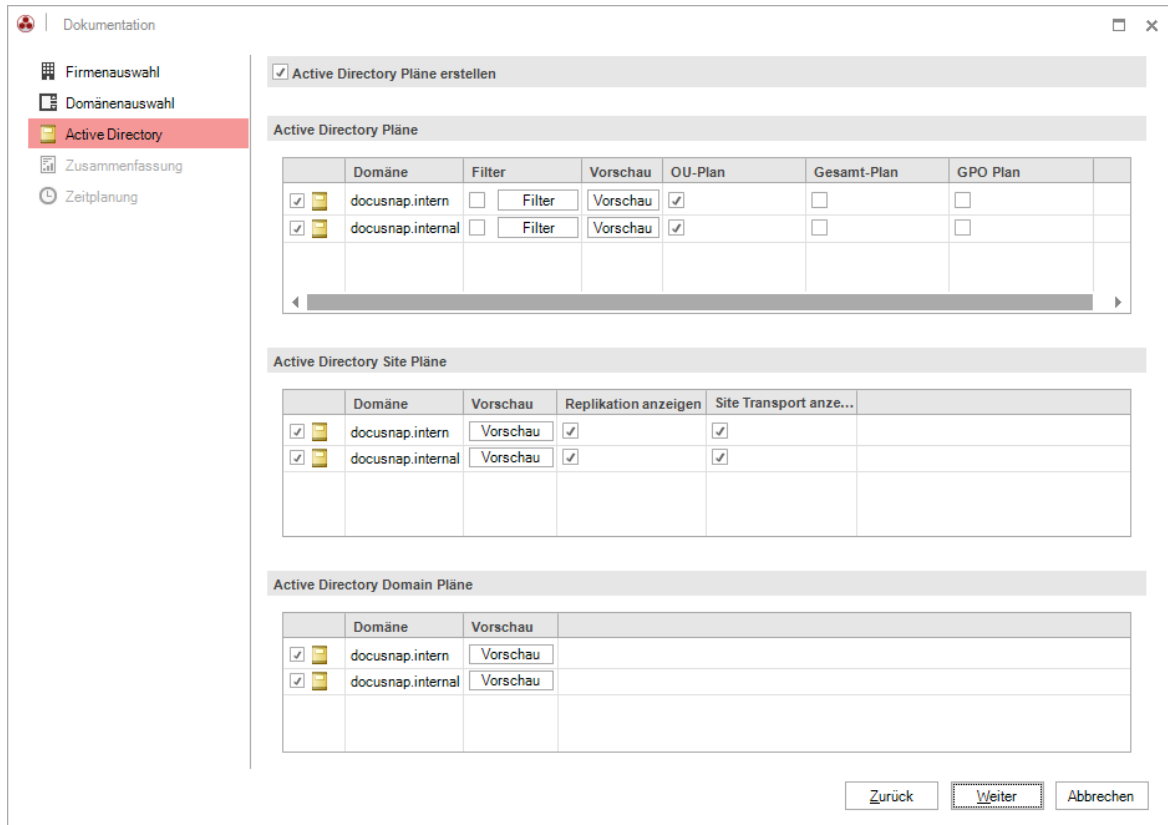 Dokumentation
Firmenauswahl
Domänenauswahl
Active Directory
Zusammenfassung
Zeitplanung
Active Directory Pläne erstellen
Active Directory Pläne
Domäne Filter Vorschau OU-Plan Gesamt-Plan GPO Plan
docusnap.intern Filter Vorschau
docusnap.internal Filter Vorschau
Active Directory Site Pläne
Domäne Vorschau Replikation anzeigen Site Transport anze...
docusnap.intern Vorschau
docusnap.internal Vorschau
Active Directory Domain Pläne
Domäne Vorschau
docusnap.intern Vorschau
docusnap.internal Vorschau
Zurück Weiter Abbrechen